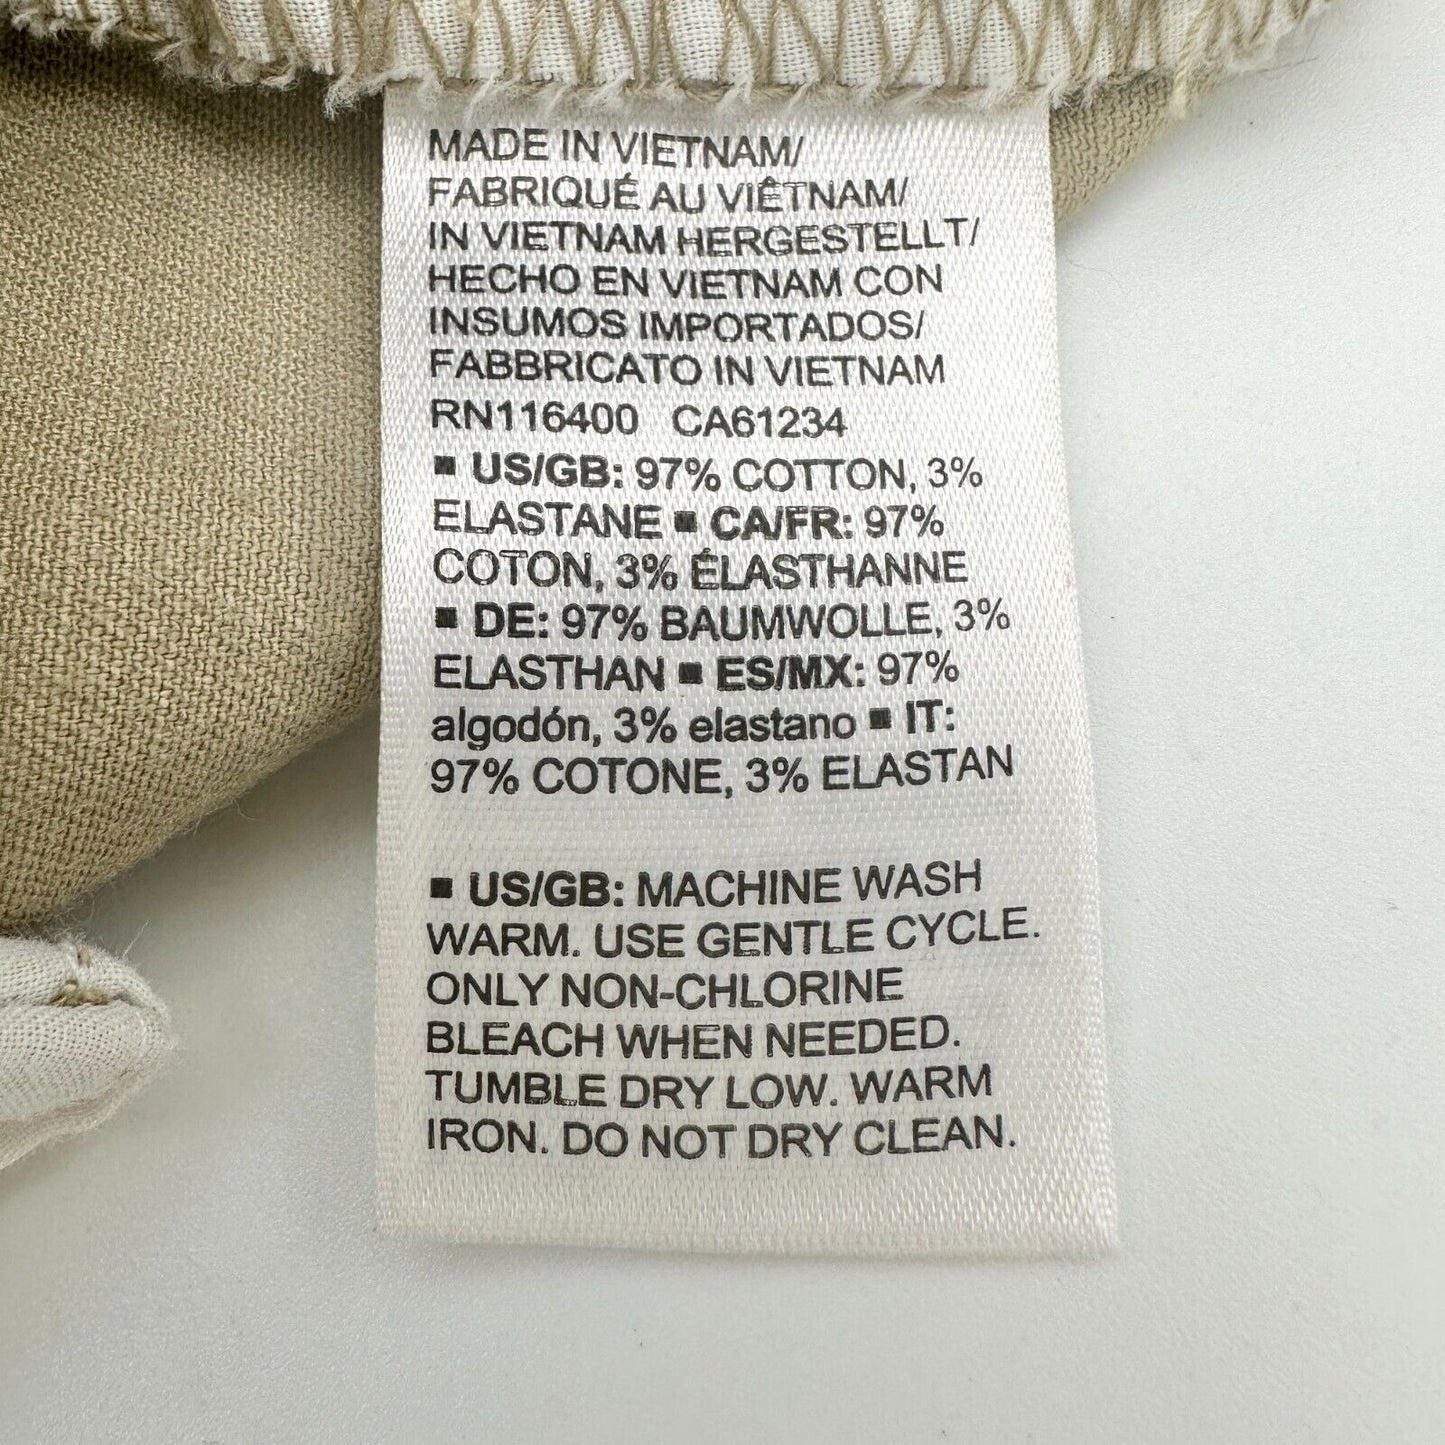 MADE IN VIETNAM/
FABRIQUÉ AU VIÊTNAM/
IN VIETNAM HERGESTELLT/
HECHO EN VIETNAM CON
INSUMOS IMPORTADOS/
FABBRICATO IN VIETNAM
RN116400 CA61234
■ US/GB: 97% COTTON, 3%
ELASTANE ■ CA/FR: 97%
COTON, 3% ÉLASTHANNE
■ DE: 97% BAUMWOLLE, 3%
ELASTHAN ■ ES/MX: 97%
algodón, 3% elastano ■ IT:
97% COTONE, 3% ELASTAN
■ US/GB: MACHINE WASH
WARM. USE GENTLE CYCLE.
ONLY NON-CHLORINE
BLEACH WHEN NEEDED.
TUMBLE DRY LOW. WARM
IRON. DO NOT DRY CLEAN.